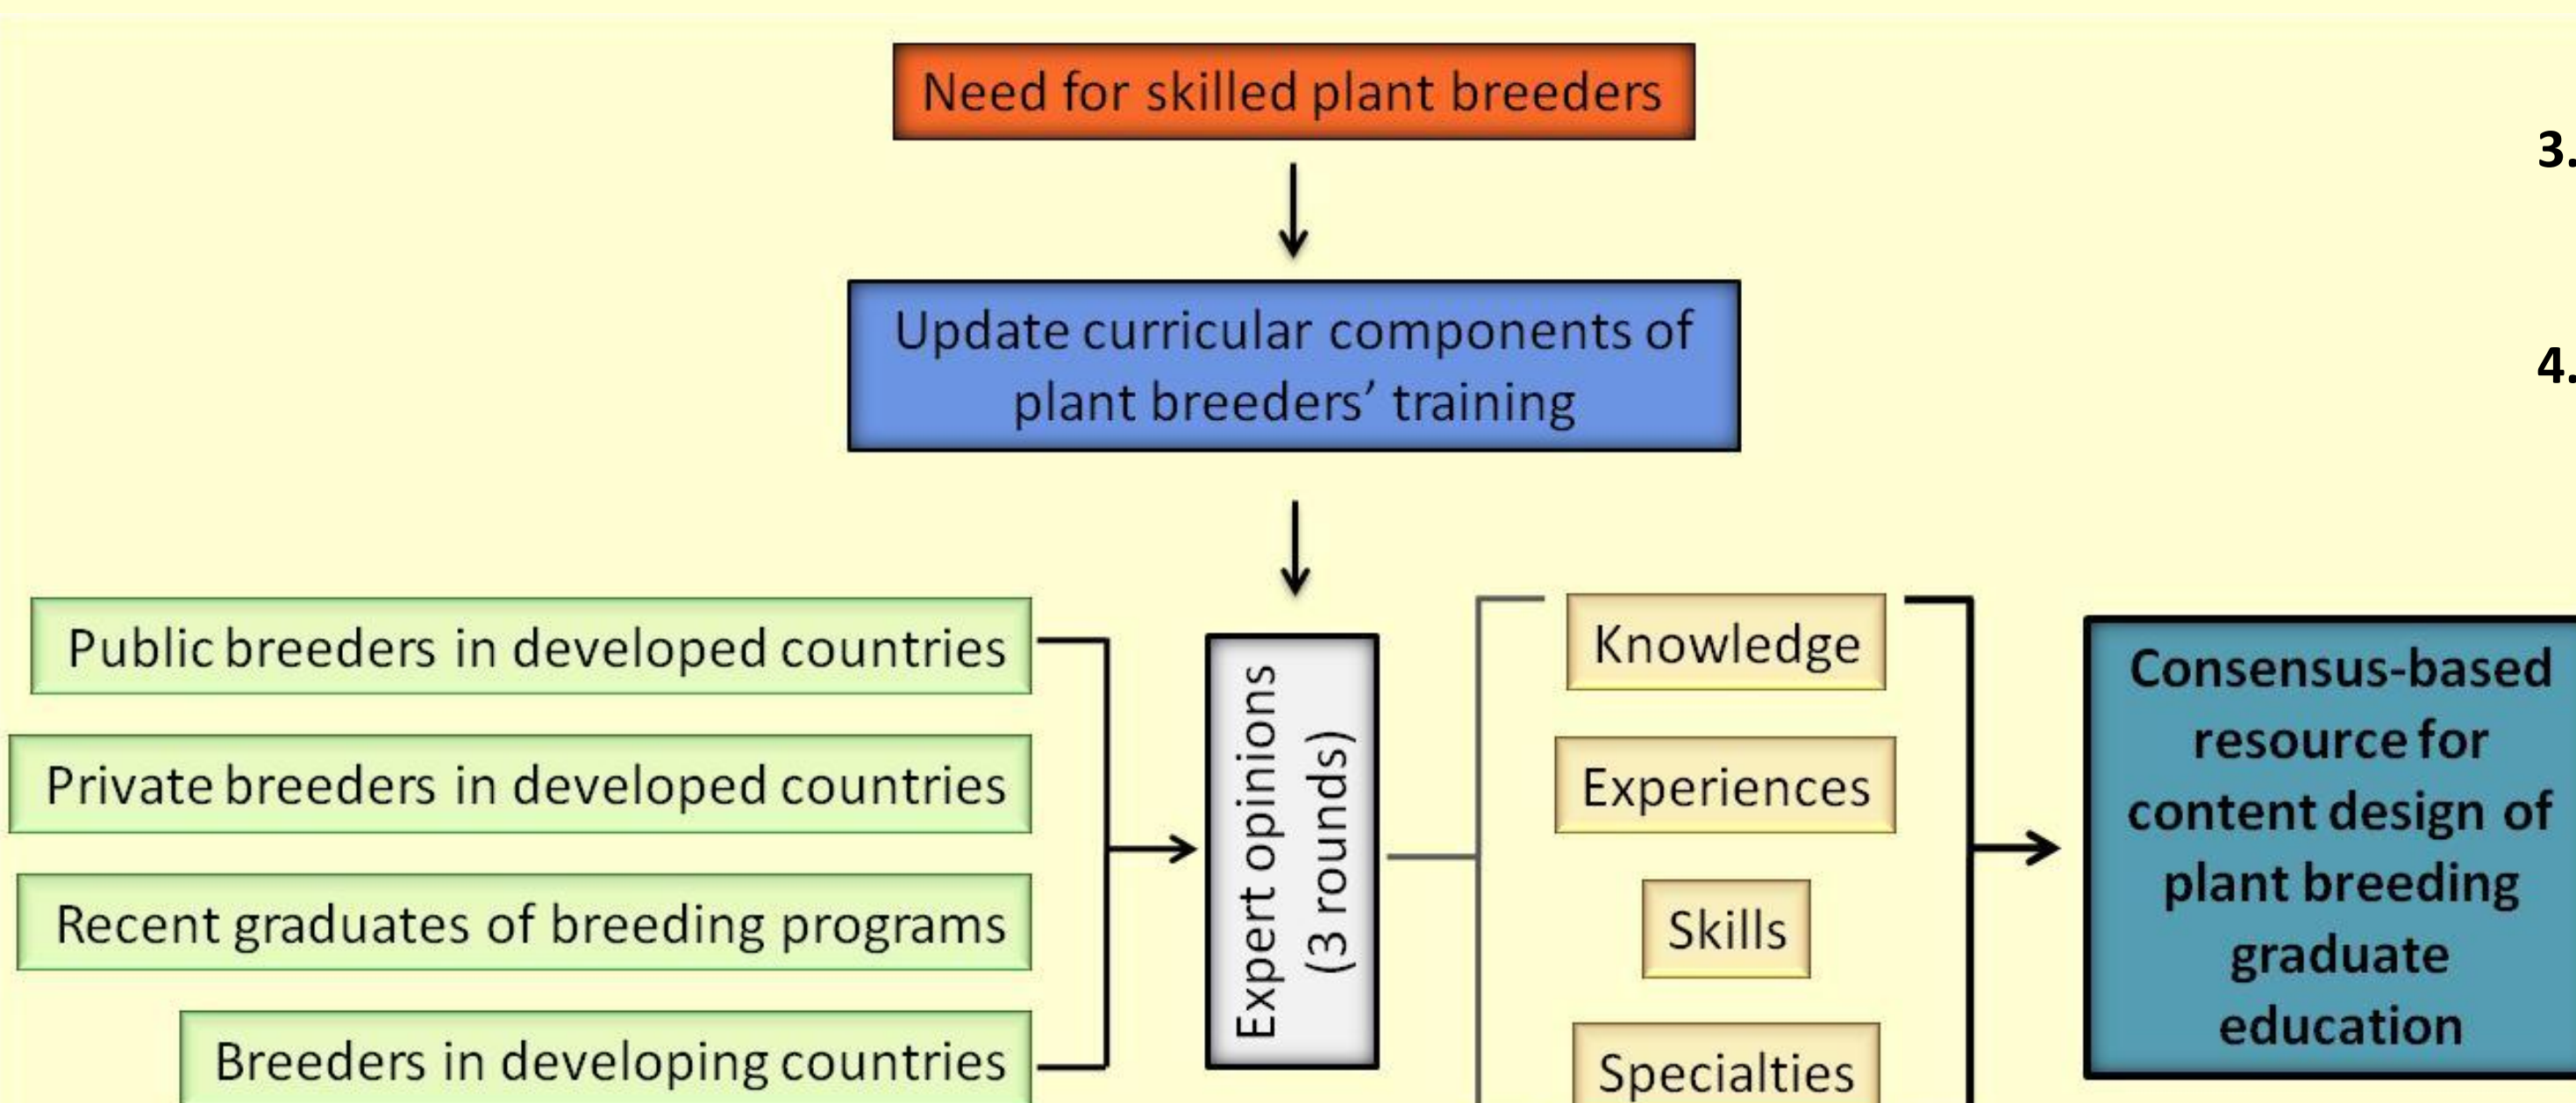 Need for skilled plant breeders
3.
Update curricular components of
plant breeders’ training
4.
Public breeders in developed countries
Private breeders in developed countries
Recent graduates of breeding programs
Breeders in developing countries
Expert opinions
(3 rounds)
Knowledge
Experiences
Skills
Specialties
Consensus-based
resource for
content design of
plant breeding
graduate
education